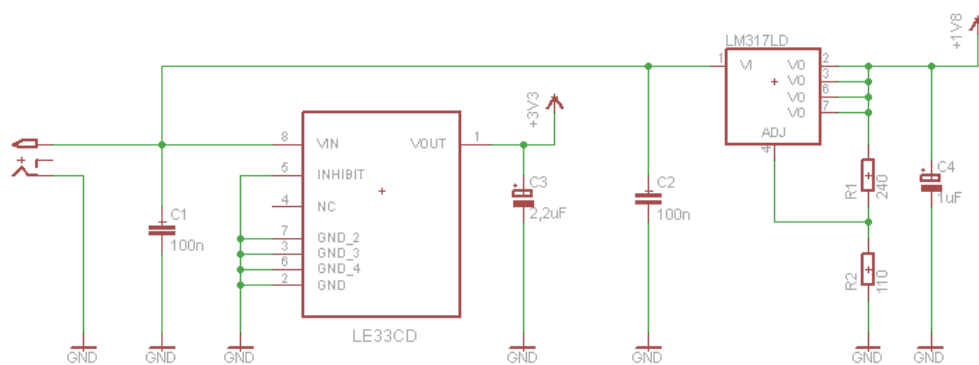 LM317LD
+1V8
1
VI
VO
2
VO
3
VO
6
VO
7
ADJ
4
+3V3
8
VIN
VOUT
1
5
INHIBIT
4
NC
7
GND_2
3
GND_3
6
GND_4
2
GND
LE33CD
C1
100n
C3
2,2uF
C2
100n
R1
240
R2
110
C4
1uF
GND
GND
GND
GND
GND
GND
GND